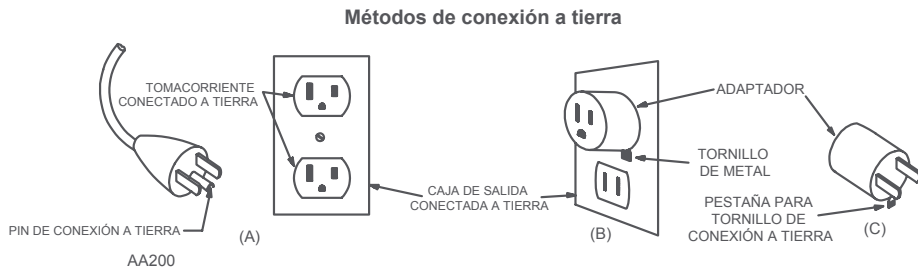 Métodos de conexión a tierra
TOMACORRIENTE
CONECTADO A TIERRA
PIN DE CONEXIÓN A TIERRA
(A)
AA200
CAJA DE SALIDA
CONECTADA A TIERRA
ADAPTADOR
TORNILLO
DE METAL
(B)
PESTAÑA PARA
TORNILLO DE
CONEXIÓN A TIERRA
(C)